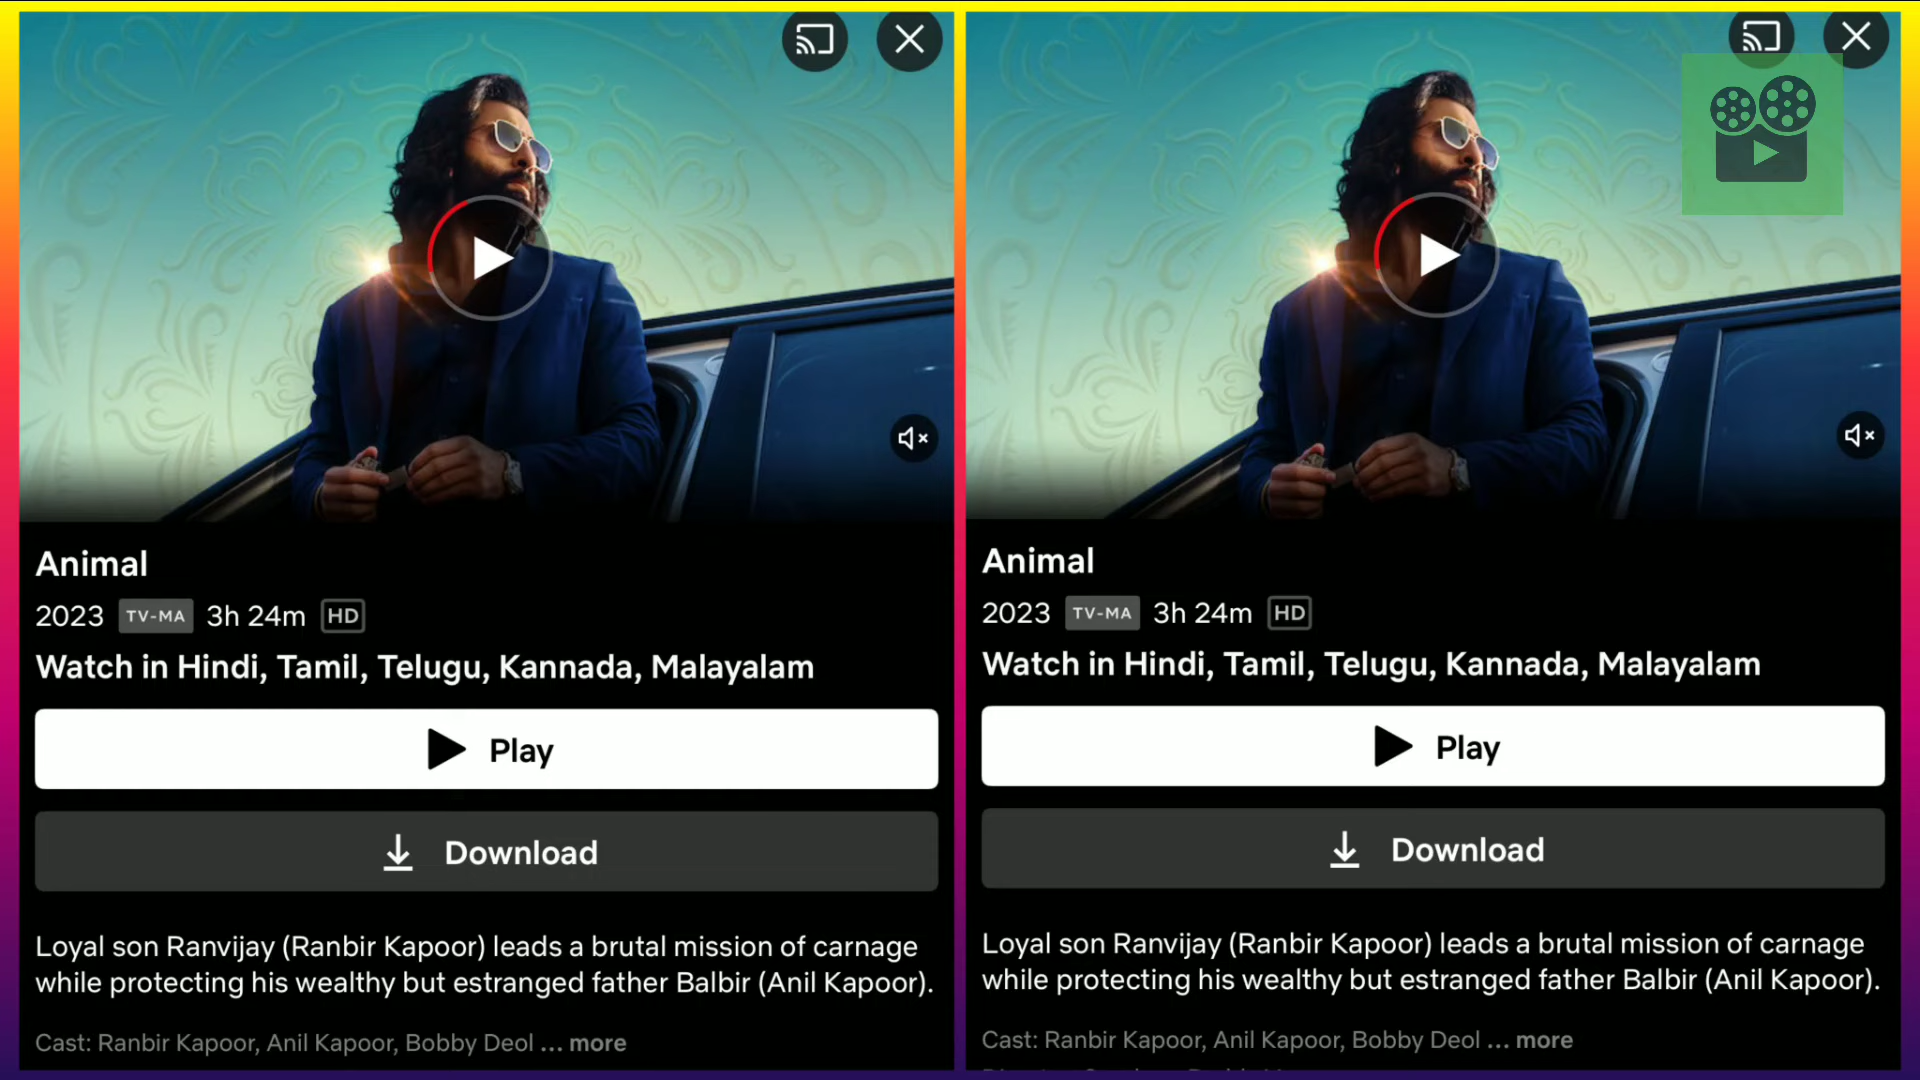 Animal
2023 TV-MA 3h 24m HD
Watch in Hindi, Tamil, Telugu, Kannada, Malayalam
Play
Download
Loyal son Ranvijay (Ranbir Kapoor) leads a brutal mission of carnage
while protecting his wealthy but estranged father Balbir (Anil Kapoor).
Cast: Ranbir Kapoor, Anil Kapoor, Bobby Deol ... more
Animal
2023 TV-MA 3h 24m HD
Watch in Hindi, Tamil, Telugu, Kannada, Malayalam
Play
Download
Loyal son Ranvijay (Ranbir Kapoor) leads a brutal mission of carnage
while protecting his wealthy but estranged father Balbir (Anil Kapoor).
Cast: Ranbir Kapoor, Anil Kapoor, Bobby Deol ... more